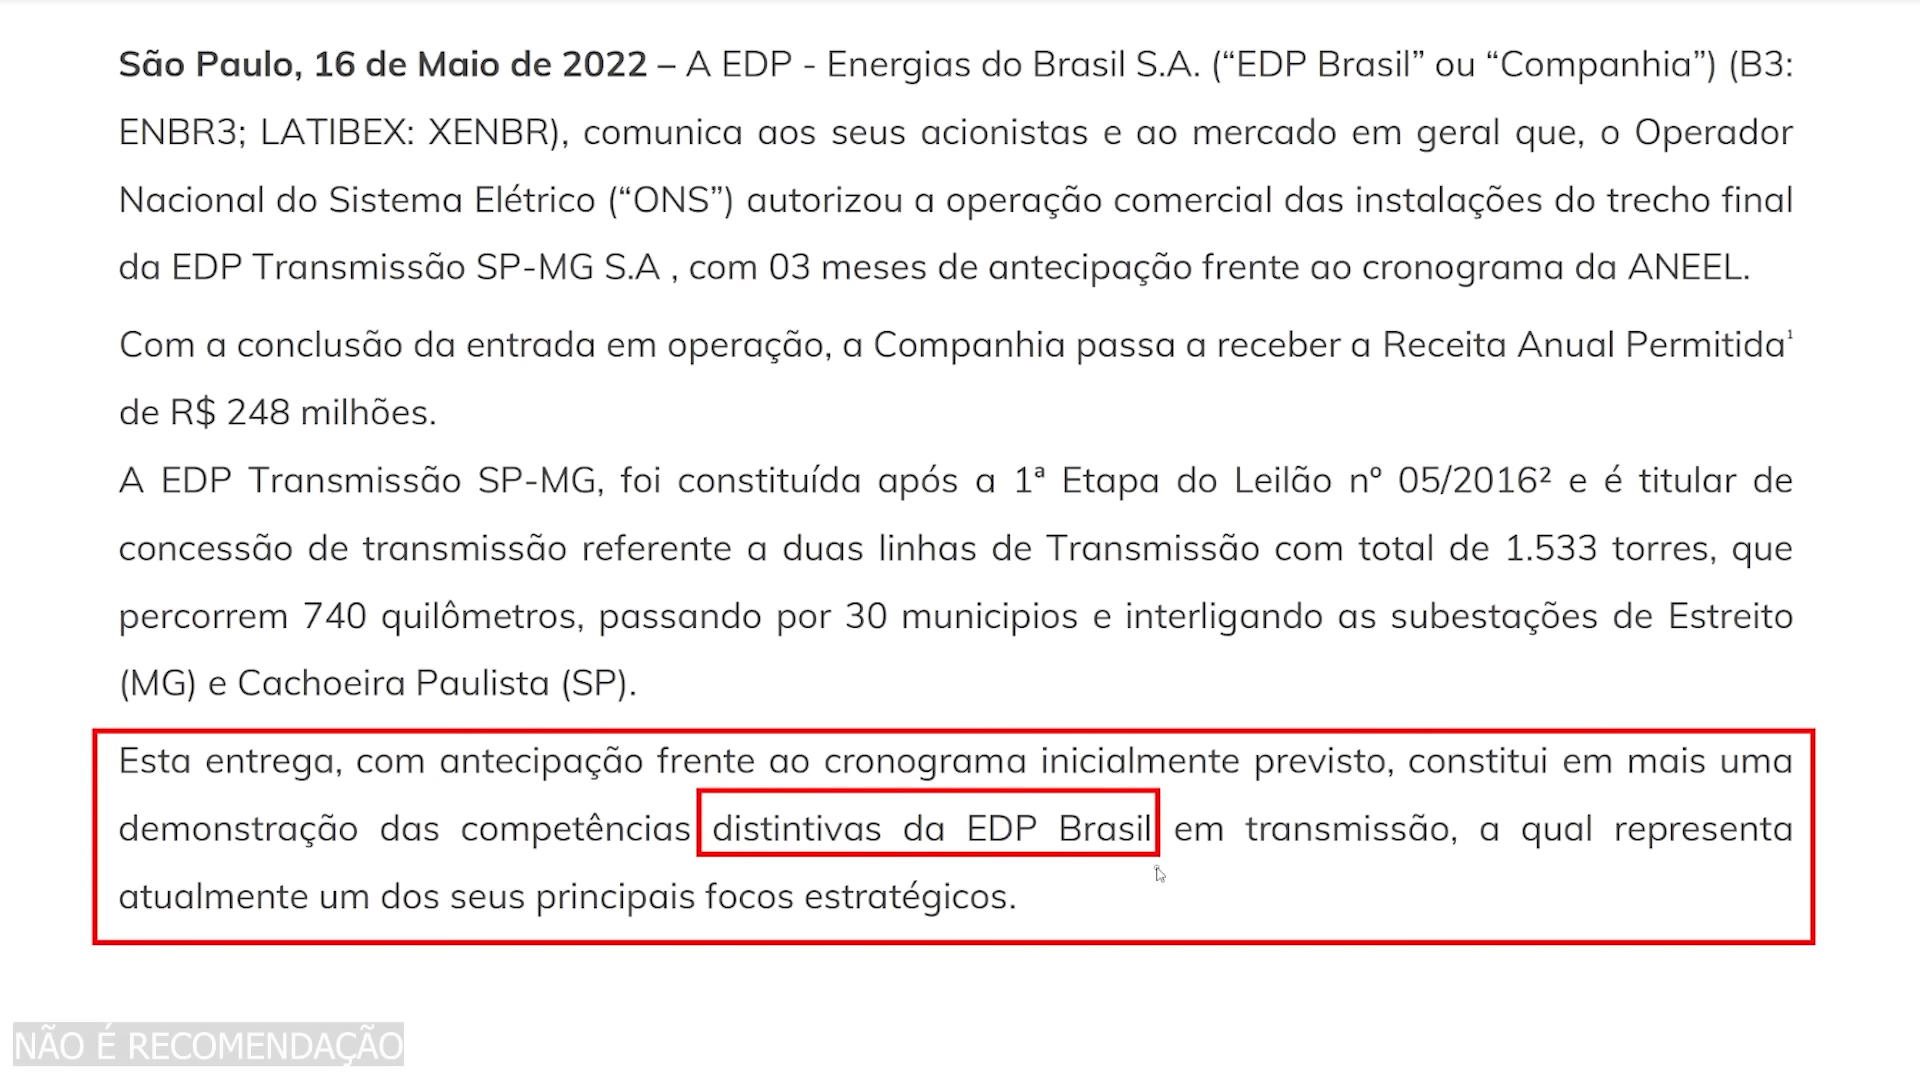 São Paulo, 16 de Maio de 2022 – A EDP - Energias do Brasil S.A. (“EDP Brasil” ou “Companhia”) (B3:
ENBR3; LATIBEX: XENBR), comunica aos seus acionistas e ao mercado em geral que, o Operador
Nacional do Sistema Elétrico (“ONS”) autorizou a operação comercial das instalações do trecho final
da EDP Transmissão SP-MG S.A , com 03 meses de antecipação frente ao cronograma da ANEEL.
Com a conclusão da entrada em operação, a Companhia passa a receber a Receita Anual Permitida¹
de R$ 248 milhões.
A EDP Transmissão SP-MG, foi constituída após a 1ª Etapa do Leilão nº 05/2016² e é titular de
concessão de transmissão referente a duas linhas de Transmissão com total de 1.533 torres, que
percorrem 740 quilômetros, passando por 30 municipios e interligando as subestações de Estreito
(MG) e Cachoeira Paulista (SP).
Esta entrega, com antecipação frente ao cronograma inicialmente previsto, constitui em mais uma
demonstração das competências distintivas da EDP Brasil em transmissão, a qual representa
atualmente um dos seus principais focos estratégicos.
NÃO É RECOMENDAÇÃO